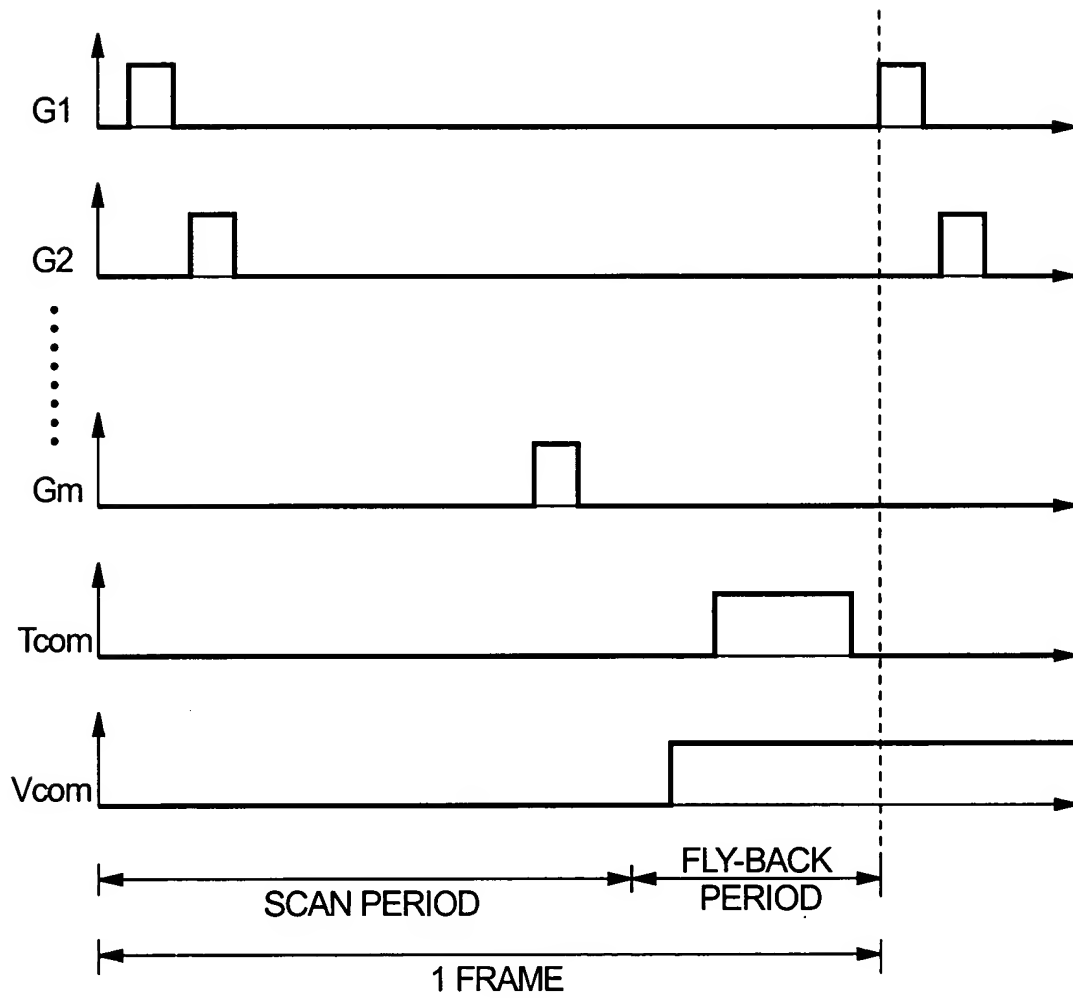 G1
G2
Gm
Tcom
Vcom
SCAN PERIOD
FLY-BACK
PERIOD
1 FRAME